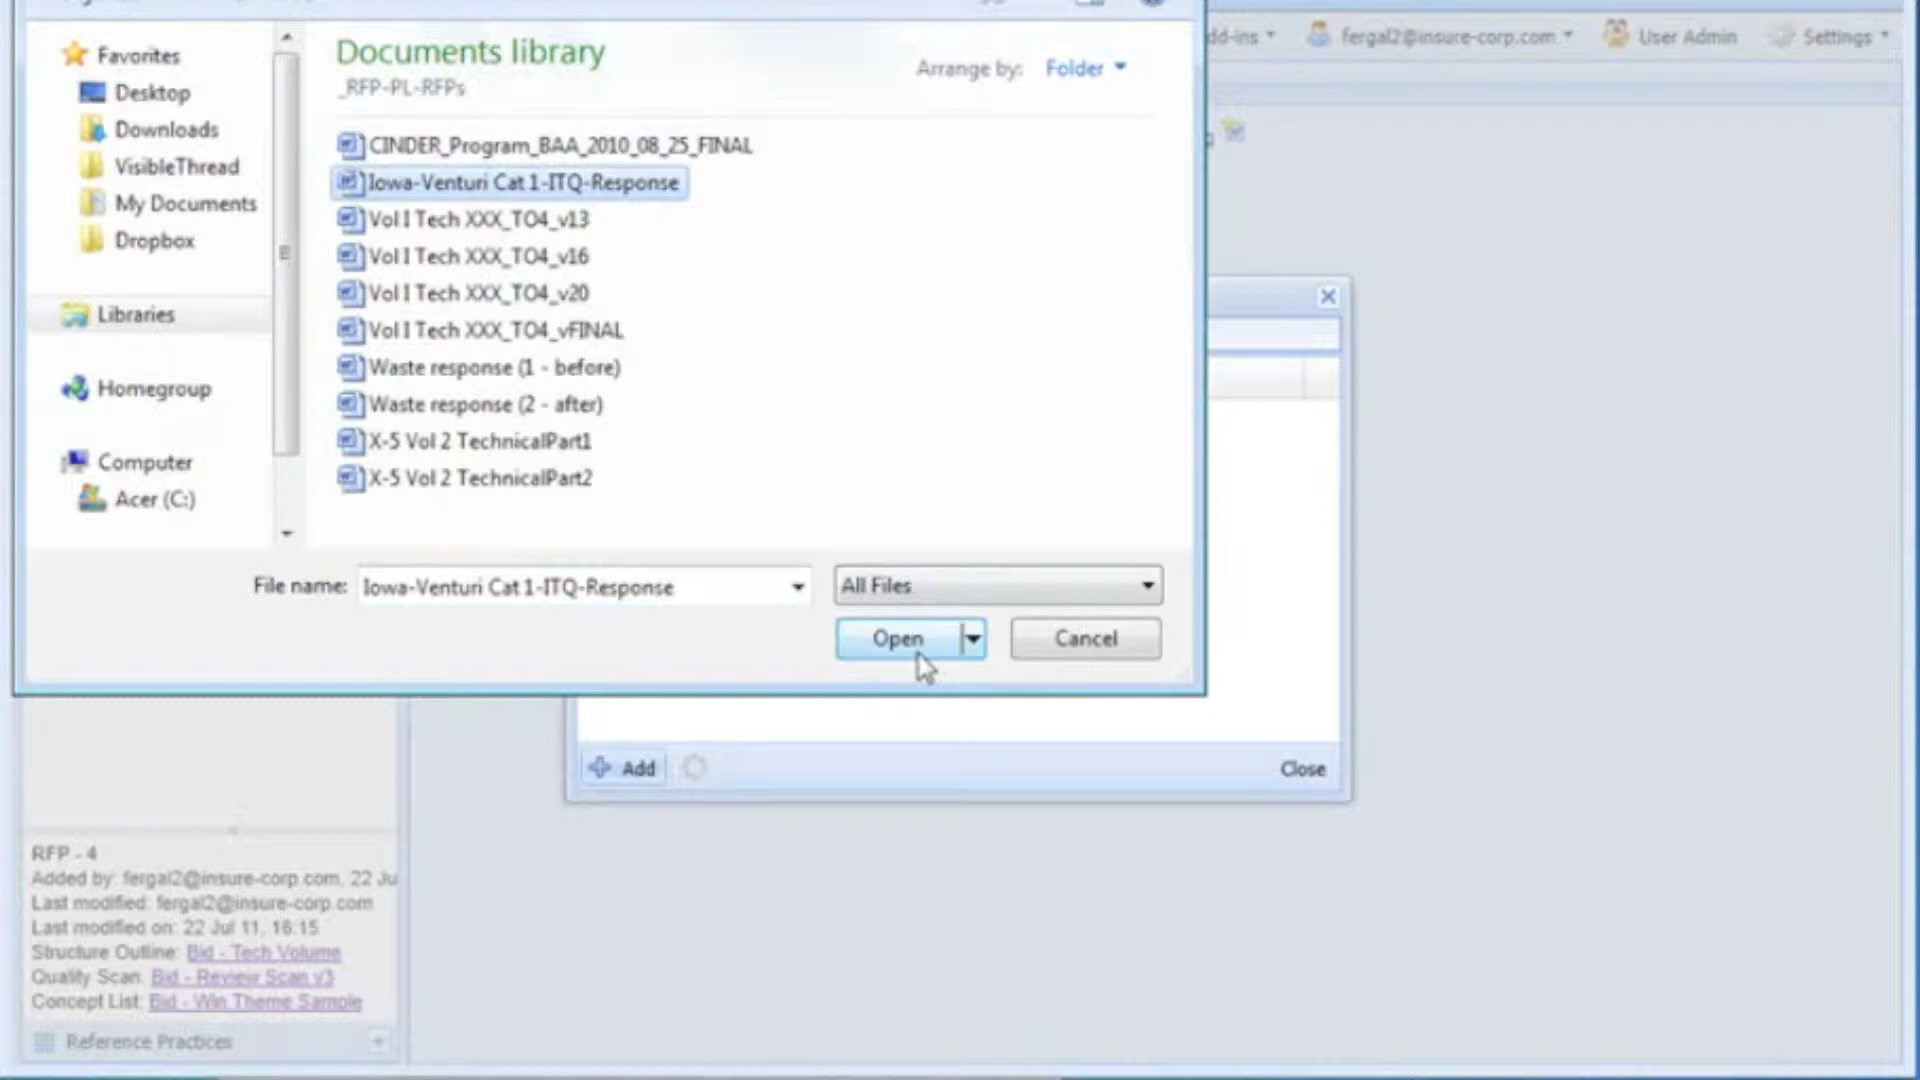 Favorites
Desktop
Downloads
VisibleThread
My Documents
Dropbox
Libraries
Homegroup
Computer
Acer (C:)
Documents library
_RFP-PL-RFPs
Arrange by: Folder
CINDER_Program_BAA_2010_08_25_FINAL
Iowa-Venturi Cat 1-ITQ-Response
Vol I Tech XXX_TO4_v13
Vol I Tech XXX_TO4_v16
Vol I Tech XXX_TO4_v20
Vol I Tech XXX_TO4_vFINAL
Waste response (1 - before)
Waste response (2 - after)
X-5 Vol 2 TechnicalPart1
X-5 Vol 2 TechnicalPart2
File name: Iowa-Venturi Cat 1-ITQ-Response
All Files
Open
Cancel
dd-ins
fergal2@insure-corp.com
User Admin
Settings
Add
Close
RFP - 4
Added by: fergal2@insure-corp.com, 22 Ju
Last modified: fergal2@insure-corp.com
Last modified on: 22 Jul 11, 16:15
Structure Outline: Bid - Tech Volume
Quality Scan: Bid - Review Scan v3
Concept List: Bid - Win Theme Sample
Reference Practices